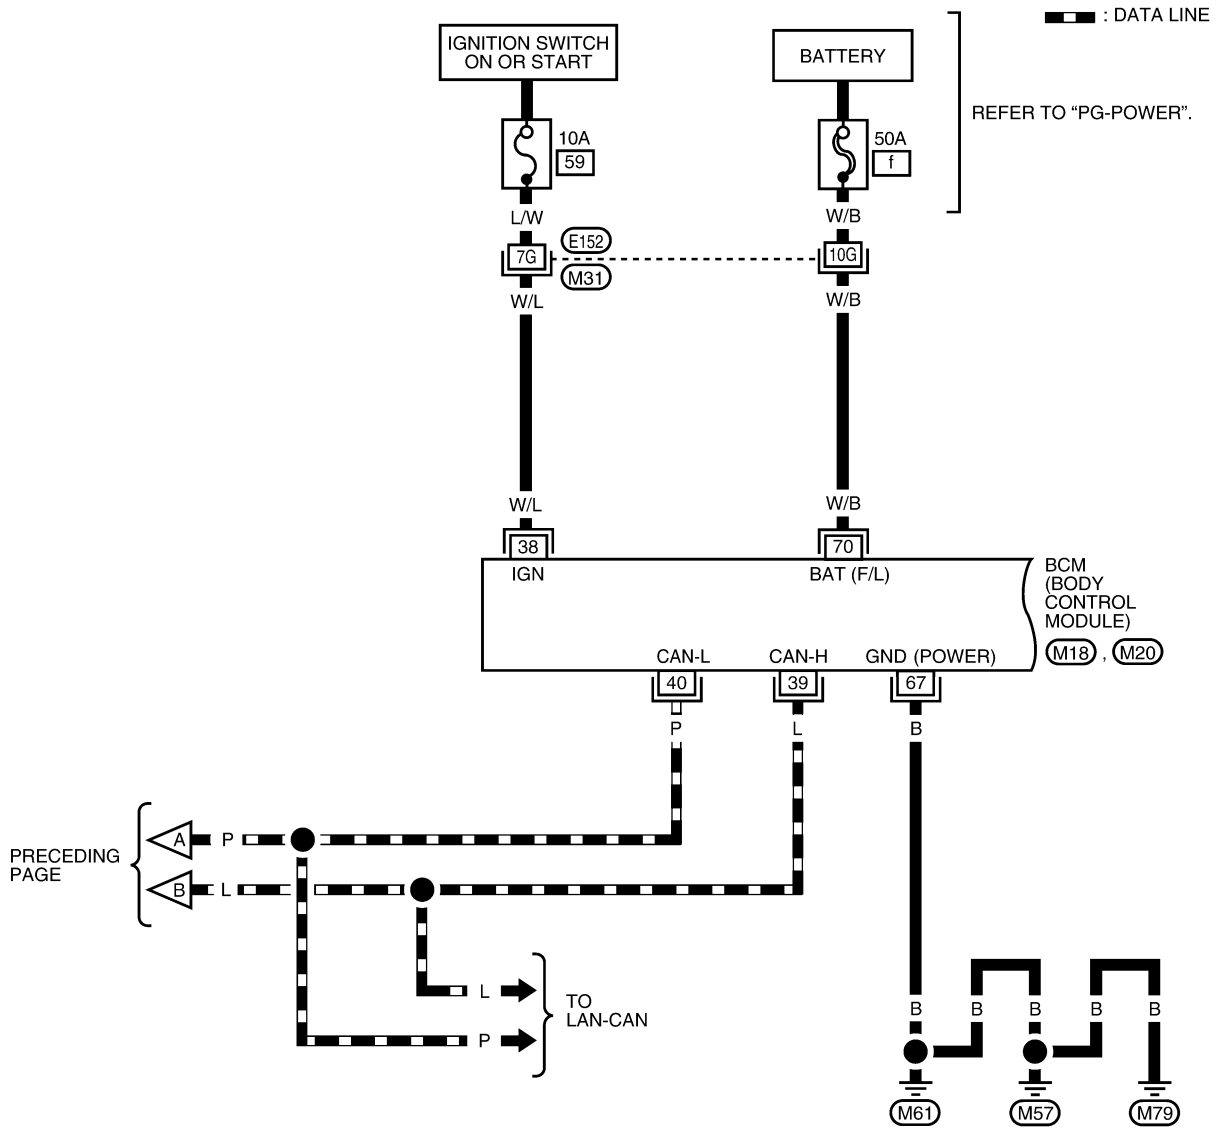 : DATA LINE
IGNITION SWITCH
ON OR START
BATTERY
REFER TO “PG-POWER”.
10A
59
50A
f
L/W
W/B
7G
E152
M31
10G
W/L
W/B
W/L
W/B
38
70
IGN
BAT (F/L)
BCM
(BODY
CONTROL
MODULE)
M18 , M20
CAN-L
CAN-H
GND (POWER)
40
39
67
P
L
B
PRECEDING
PAGE
A
P
B
L
L
P
TO
LAN-CAN
B
B
B
B
B
M61
M57
M79